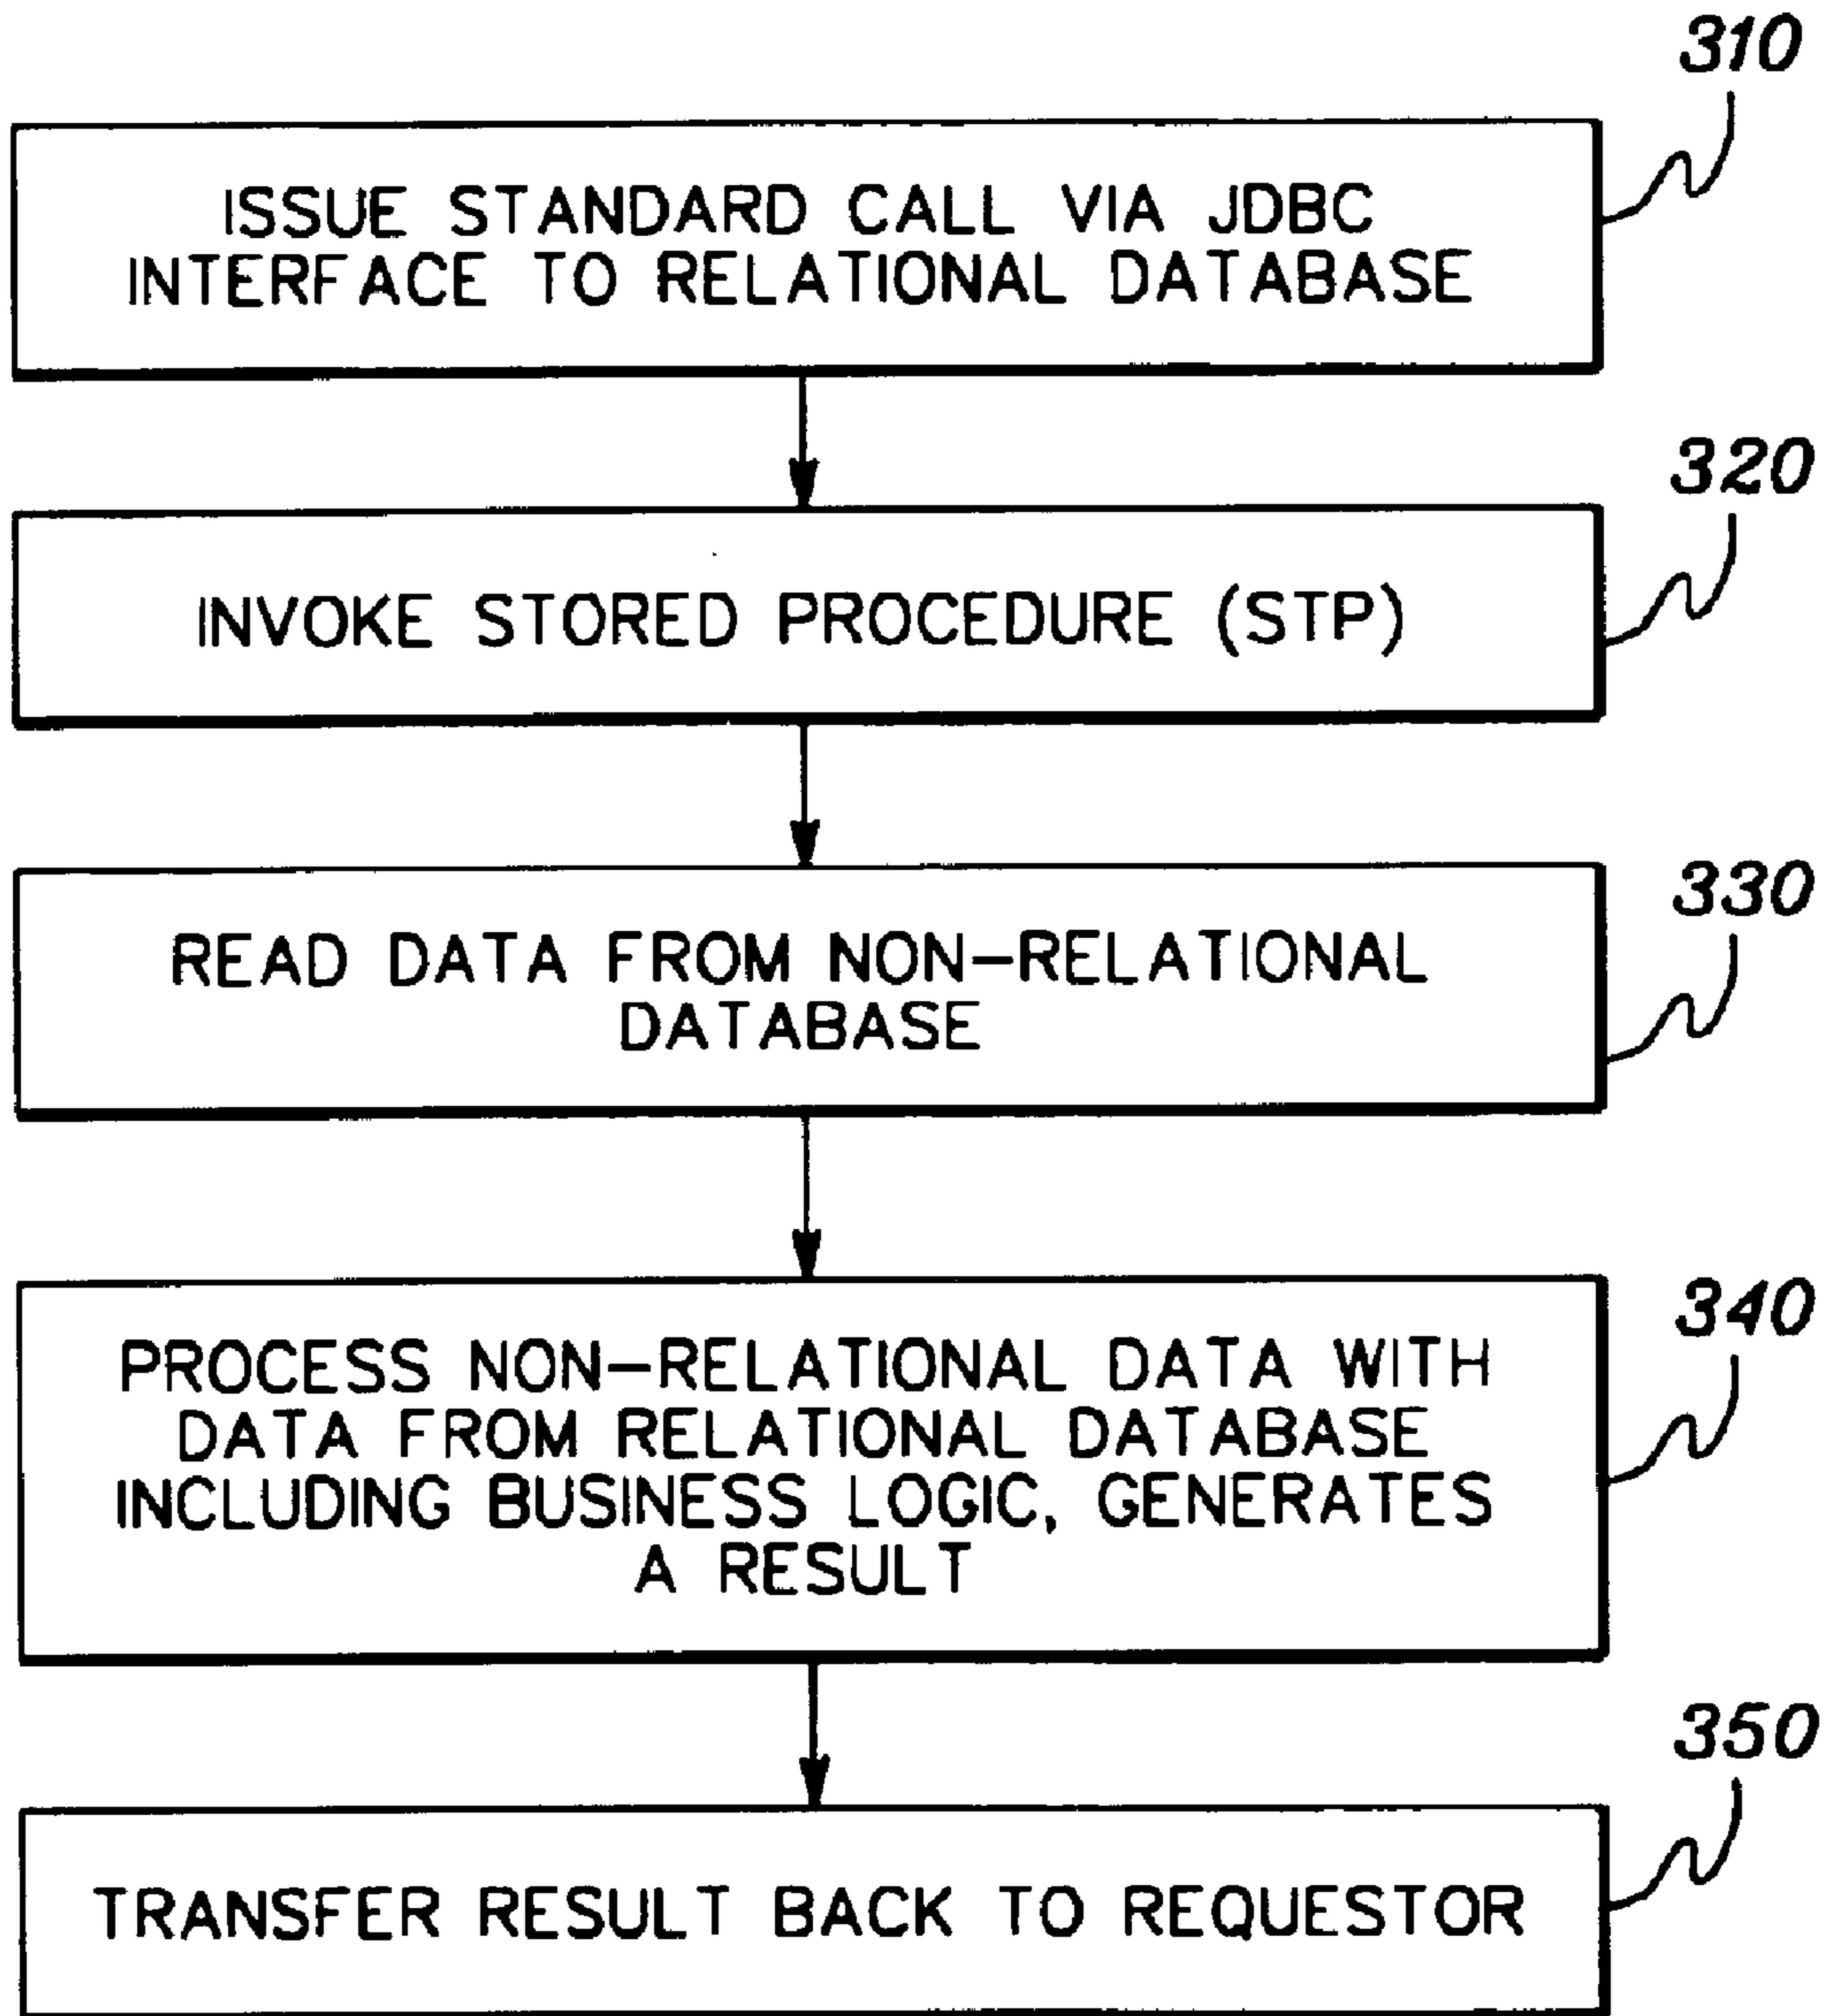 310
ISSUE STANDARD CALL VIA JDBC
INTERFACE TO RELATIONAL DATABASE
320
INVOKE STORED PROCEDURE (STP)
330
READ DATA FROM NON-RELATIONAL
DATABASE
340
PROCESS NON-RELATIONAL DATA WITH
DATA FROM RELATIONAL DATABASE
INCLUDING BUSINESS LOGIC, GENERATES
A RESULT
350
TRANSFER RESULT BACK TO REQUESTOR